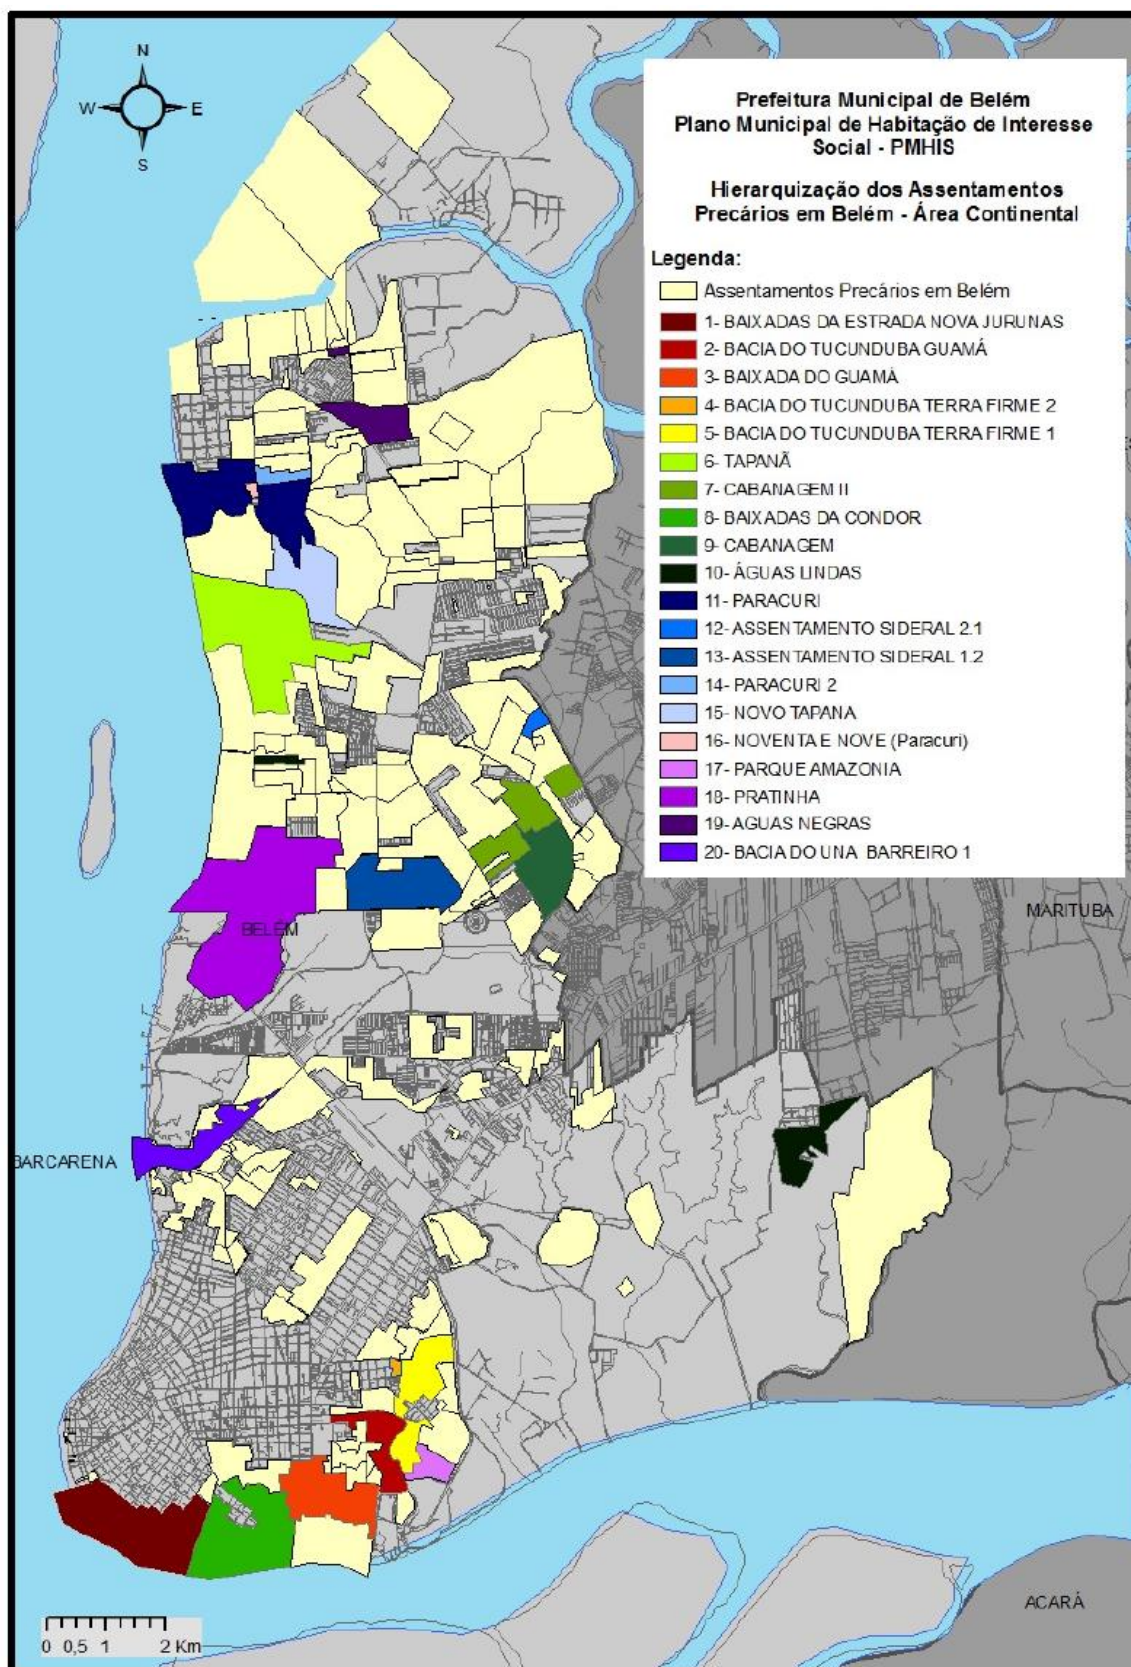 N
W
E
S
Prefeitura Municipal de Belém
Plano Municipal de Habitação de Interesse
Social - PMHIS
Hierarquização dos Assentamentos
Precários em Belém - Área Continental
Legenda:
Assentamentos Precários em Belém
1- BAIXADAS DA ESTRADA NOVA JURUNAS
2- BACIA DO TUCUNDUBA GUAMÁ
3- BAIXADA DO GUAMÁ
4- BACIA DO TUCUNDUBA TERRA FIRME 2
5- BACIA DO TUCUNDUBA TERRA FIRME 1
6- TAPANÃ
7- CABANAGEM II
8- BAIXADAS DA CONDOR
9- CABANAGEM
10- ÁGUAS LINDAS
11- PARACURI
12- ASSENTAMENTO SIDERAL 2.1
13- ASSENTAMENTO SIDERAL 1.2
14- PARACURI 2
15- NOVO TAPANA
16- NOVENTA E NOVE (Paracuri)
17- PARQUE AMAZONIA
18- PRATINHA
19- AGUAS NEGRAS
20- BACIA DO UNA BARREIRO 1
MARITUBA
BELÉM
BARCARENA
ACARÁ
0 0,5 1 2 Km